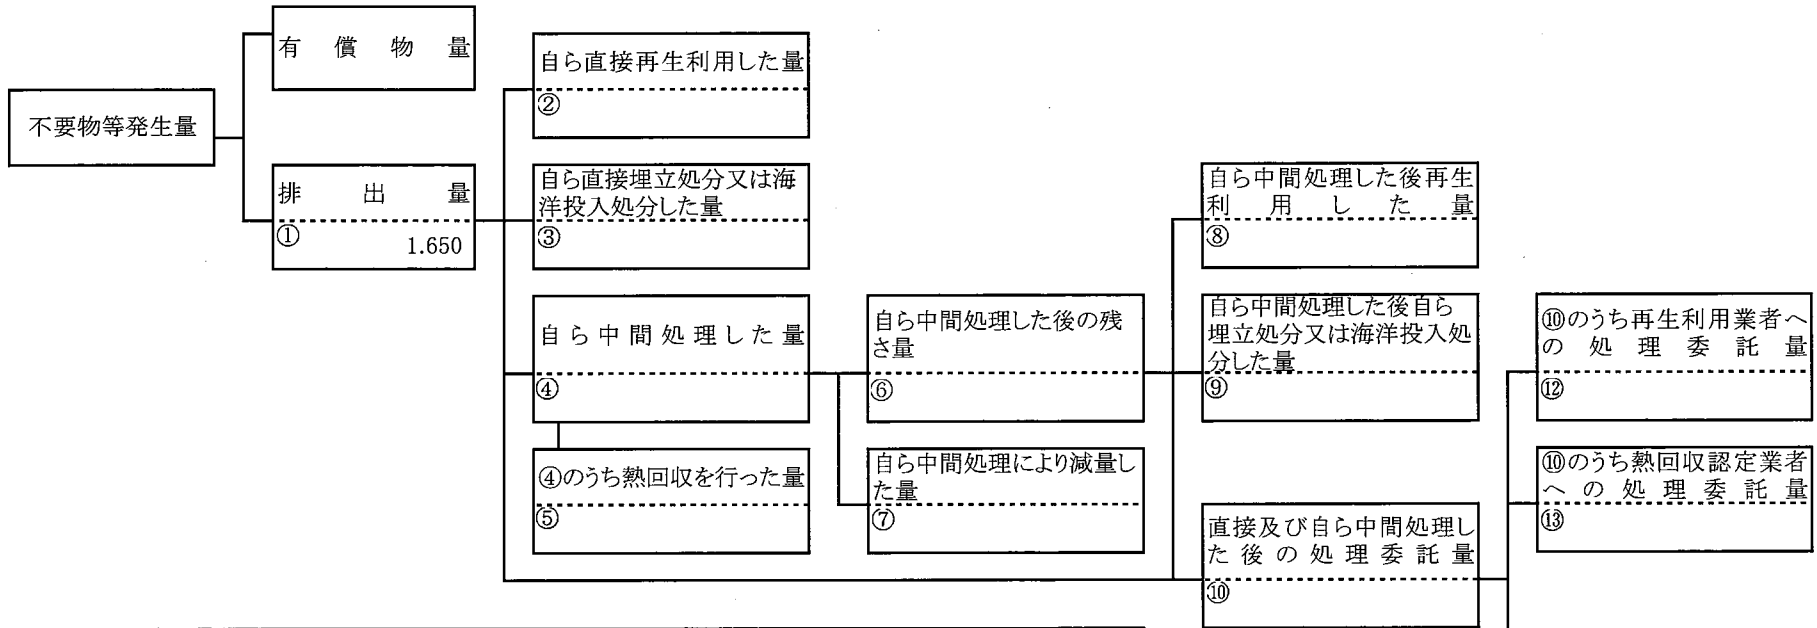 有償物量
不要物等発生量
排出量
①
1.650
自ら直接再生利用した量
②
自ら直接埋立処分又は海
洋投入処分した量
③
自ら中間処理した量
④
④のうち熱回収を行った量
⑤
自ら中間処理した後の残
さ量
⑥
自ら中間処理により減量し
た量
⑦
自ら中間処理した後再生
利用した量
⑧
自ら中間処理した後自ら
埋立処分又は海洋投入処
分した量
⑨
直接及び自ら中間処理し
た後の処理委託量
⑩
⑩のうち再生利用業者へ
の処理委託量
⑫
⑩のうち熱回収認定業者
への処理委託量
⑬